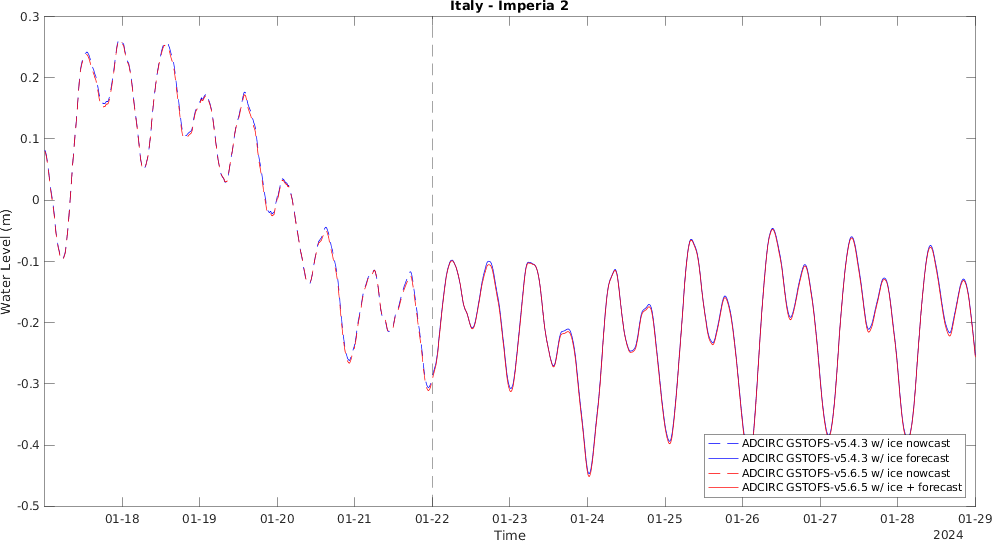 Italy - Imperia 2
0.3
0.2
0.1
0
-0.1
-0.2
-0.3
-0.4
-0.5
Water Level (m)
ADCIRC GSTOFS-v5.4.3 w/ ice nowcast
ADCIRC GSTOFS-v5.4.3 w/ ice forecast
ADCIRC GSTOFS-v5.6.5 w/ ice nowcast
ADCIRC GSTOFS-v5.6.5 w/ ice + forecast
01-18 01-19 01-20 01-21 01-22 01-23 01-24 01-25 01-26 01-27 01-28 01-29
Time
2024